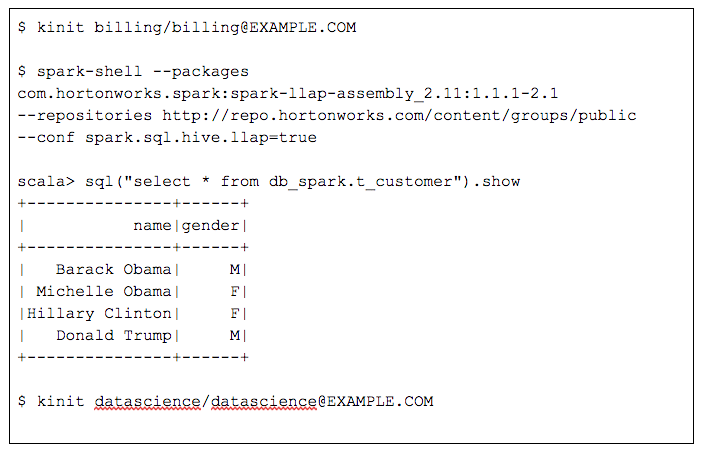 $ kinit billing/billing@EXAMPLE.COM
$ spark-shell --packages
com.hortonworks.spark:spark-llap-assembly_2.11:1.1.1-2.1
--repositories http://repo.hortonworks.com/content/groups/public
--conf spark.sql.hive.llap=true
scala> sql("select * from db_spark.t_customer").show
+---------------+------+
|           name|gender|
+---------------+------+
|   Barack Obama|     M|
| Michelle Obama|     F|
|Hillary Clinton|     F|
|   Donald Trump|     M|
+---------------+------+
$ kinit datascience/datascience@EXAMPLE.COM